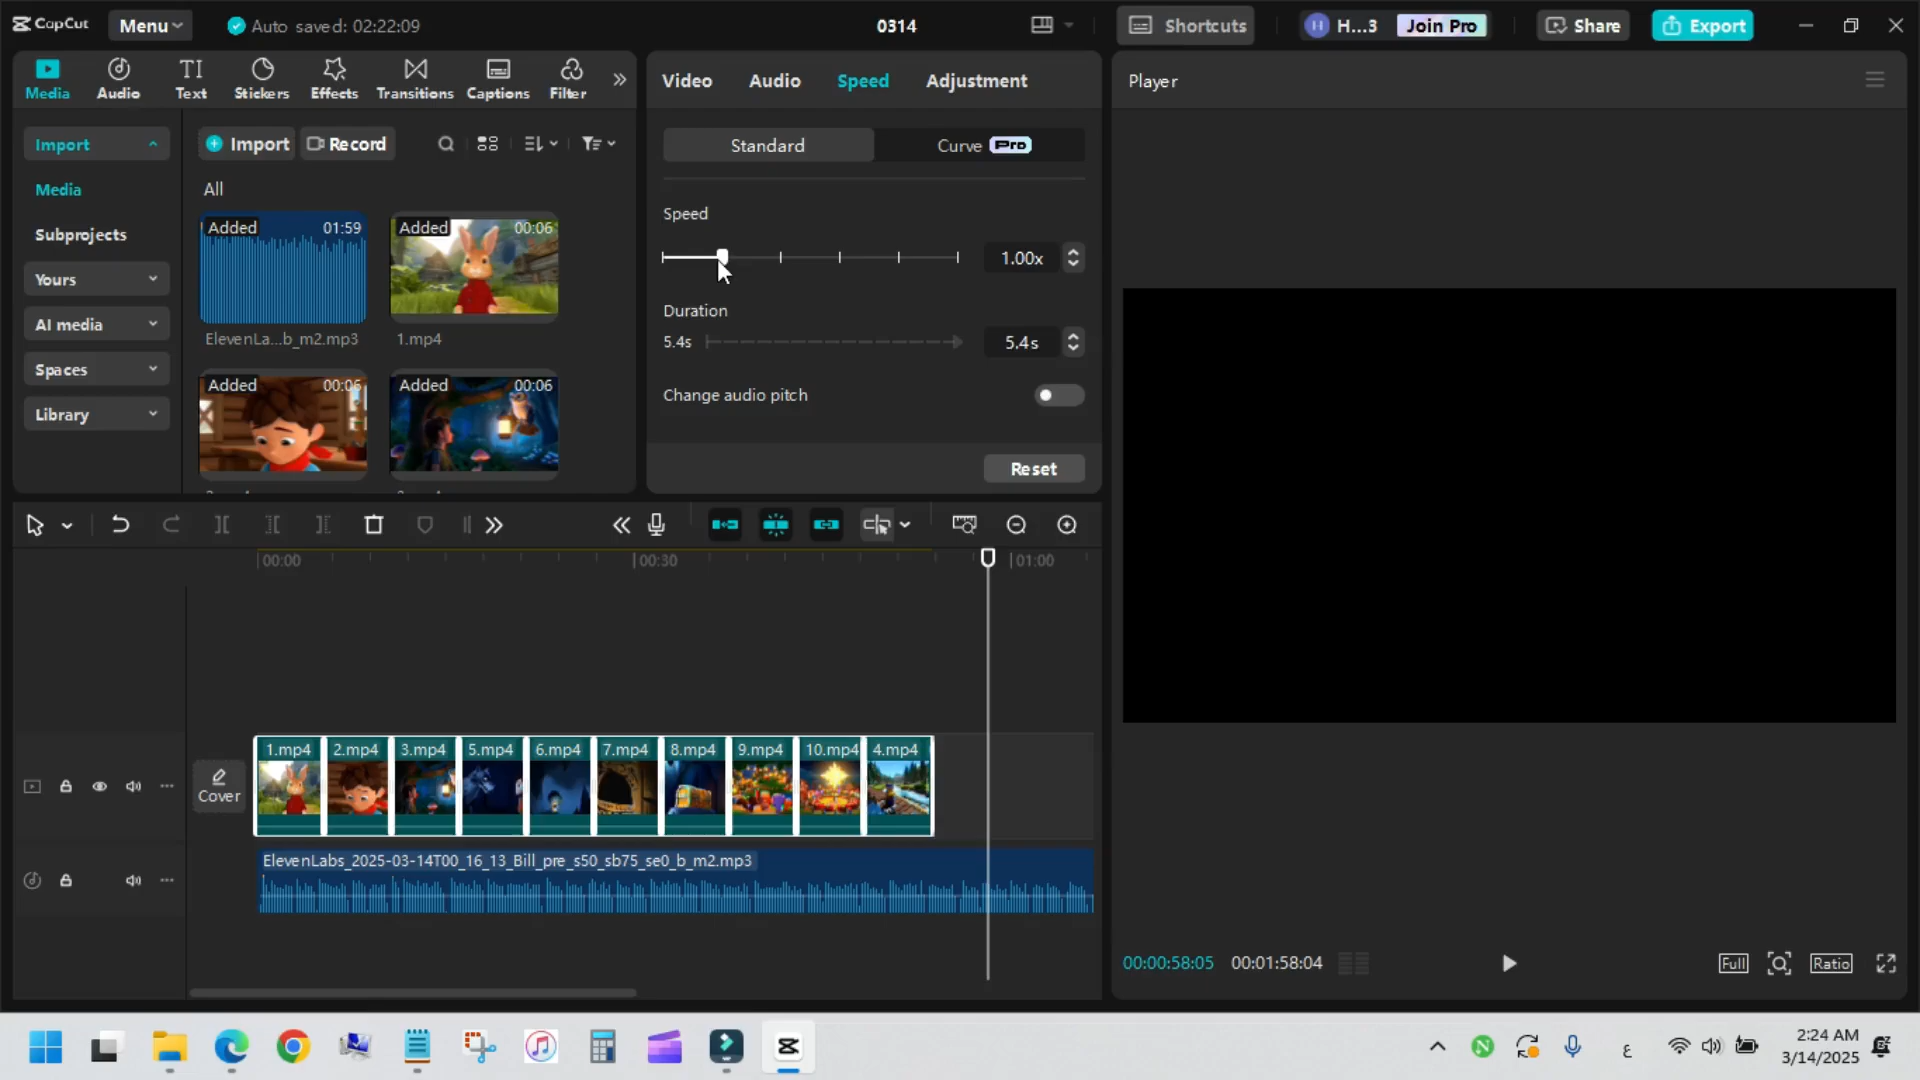 CapCut
Menu
Auto saved: 02:22:09
0314
Shortcuts
H...3
Join Pro
Share
Export
Media
Audio
Text
Stickers
Effects
Transitions
Captions
Filter
Video
Audio
Speed
Adjustment
Player
Import
Media
Subprojects
Yours
AI media
Spaces
Library
Import
Record
All
Added 01:59
Added 00:06
ElevenLa...b_m2.mp3
1.mp4
Added 00:06
Added 00:06
Standard
Curve Pro
Speed
1.00x
Duration
5.4s
5.4s
Change audio pitch
Reset
00:00
00:30
01:00
Cover
1.mp4
2.mp4
3.mp4
5.mp4
6.mp4
7.mp4
8.mp4
9.mp4
10.mp4
4.mp4
ElevenLabs_2025-03-14T00_16_13_Bill_pre_s50_sb75_se0_b_m2.mp3
00:00:58:05 00:01:58:04
Full
Ratio
ع
2:24 AM
3/14/2025